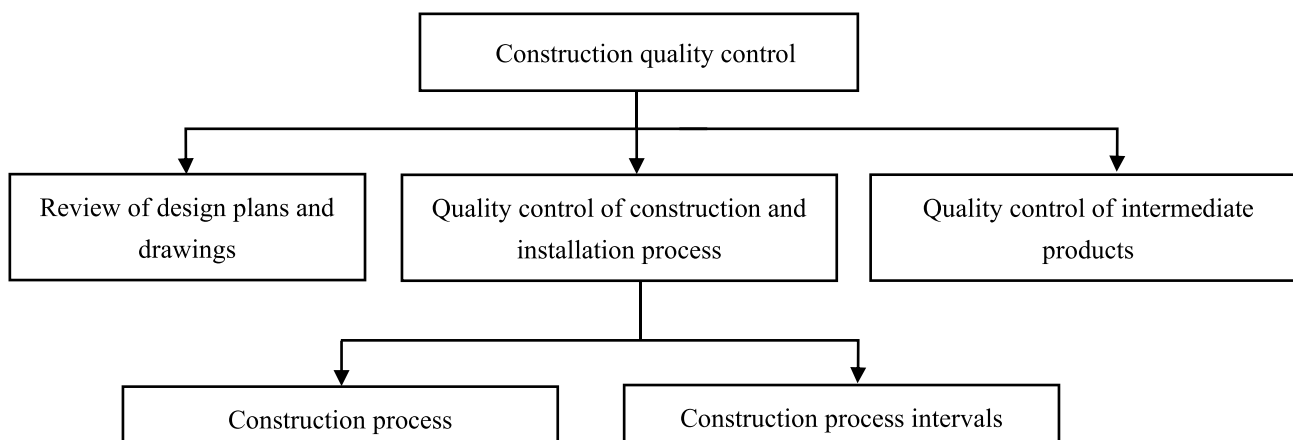 Construction quality control
Review of design plans and
drawings
Quality control of construction and
installation process
Quality control of intermediate
products
Construction process
Construction process intervals